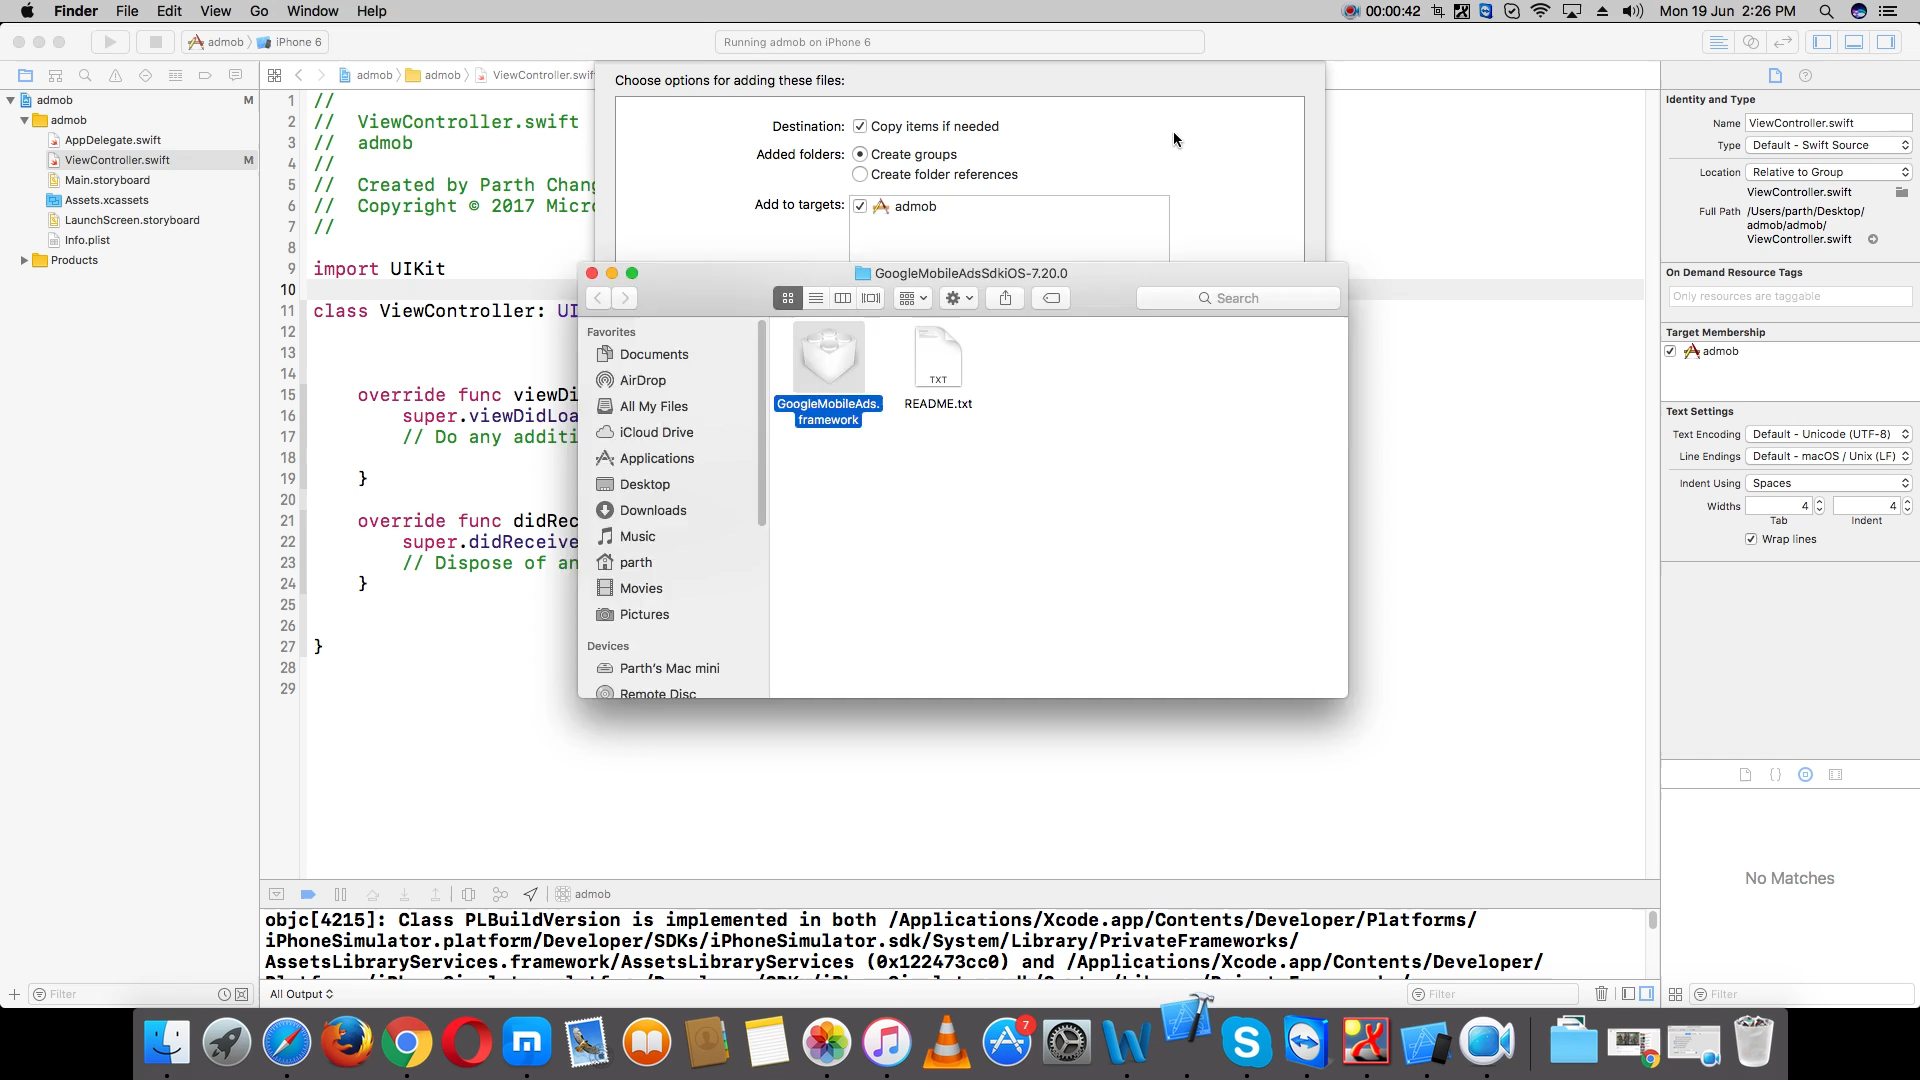 Finder File Edit View Go Window Help
00:00:42 Mon 19 Jun 2:26 PM
admob iPhone 6
Running admob on iPhone 6
admob admob ViewController.swif
admob M
admob
AppDelegate.swift
ViewController.swift M
Main.storyboard
Assets.xcassets
LaunchScreen.storyboard
Info.plist
Products
Filter
1 //
2 // ViewController.swift
3 // admob
4 //
5 // Created by Parth Chang
6 // Copyright © 2017 Micro
7 //
8
9 import UIKit
10
11 class ViewController: UI
12
13
14
15 override func viewDi
16 super.viewDidLoa
17 // Do any additi
18
19 }
20
21 override func didRec
22 super.didReceive
23 // Dispose of an
24 }
25
26
27 }
28
29
Choose options for adding these files:
Destination: Copy items if needed
Added folders: Create groups
Create folder references
Add to targets: admob
GoogleMobileAdsSdkiOS-7.20.0
Search
Favorites
Documents
AirDrop
All My Files
iCloud Drive
Applications
Desktop
Downloads
Music
parth
Movies
Pictures
Devices
Parth's Mac mini
Remote Disc
GoogleMobileAds.
framework
TXT
README.txt
Identity and Type
Name ViewController.swift
Type Default - Swift Source
Location Relative to Group
ViewController.swift
Full Path /Users/parth/Desktop/
admob/admob/
ViewController.swift
On Demand Resource Tags
Only resources are taggable
Target Membership
admob
Text Settings
Text Encoding Default - Unicode (UTF-8)
Line Endings Default - macOS / Unix (LF)
Indent Using Spaces
Widths 4 4
Tab Indent
Wrap lines
No Matches
Filter
admob
objc[4215]: Class PLBuildVersion is implemented in both /Applications/Xcode.app/Contents/Developer/Platforms/
iPhoneSimulator.platform/Developer/SDKs/iPhoneSimulator.sdk/System/Library/PrivateFrameworks/
AssetsLibraryServices.framework/AssetsLibraryServices (0x122473cc0) and /Applications/Xcode.app/Contents/Developer/
All Output
Filter
7